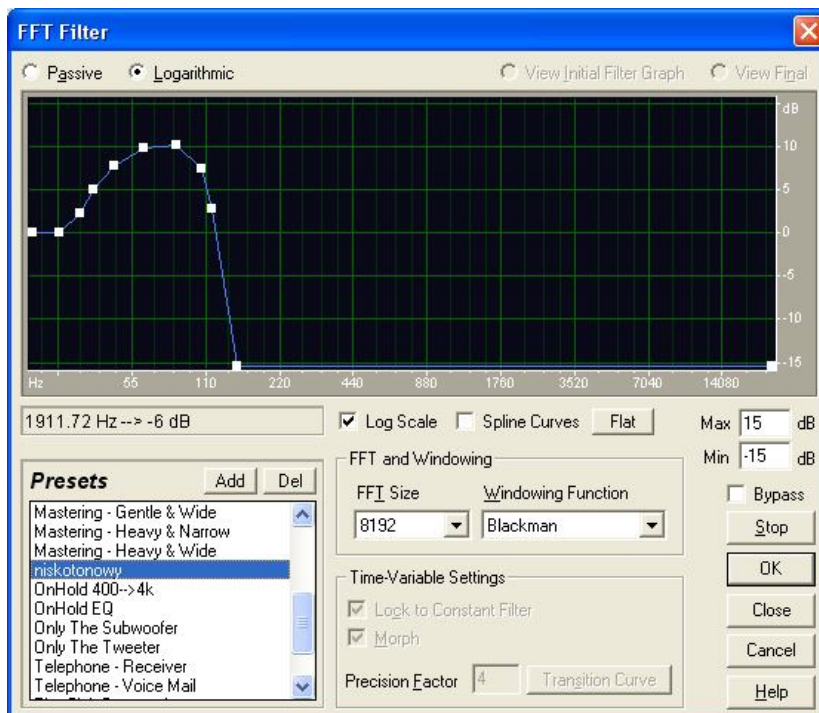 FFT Filter
Passive Logarithmic View Initial Filter Graph View Final
dB
10
5
0
-5
-10
-15
Hz 55 110 220 440 880 1760 3520 7040 14080
1911.72 Hz --> -6 dB
Log Scale Spline Curves Flat
Max 15 dB
Min -15 dB
Presets Add Del
Mastering - Gentle & Wide
Mastering - Heavy & Narrow
Mastering - Heavy & Wide
niskotonowy
OnHold 400-->4k
OnHold EQ
Only The Subwoofer
Only The Tweeter
Telephone - Receiver
Telephone - Voice Mail
FFT and Windowing
FFT Size Windowing Function
8192 Blackman
Time-Variable Settings
Lock to Constant Filter
Morph
Precision Factor 4 Transition Curve
Bypass
Stop
OK
Close
Cancel
Help